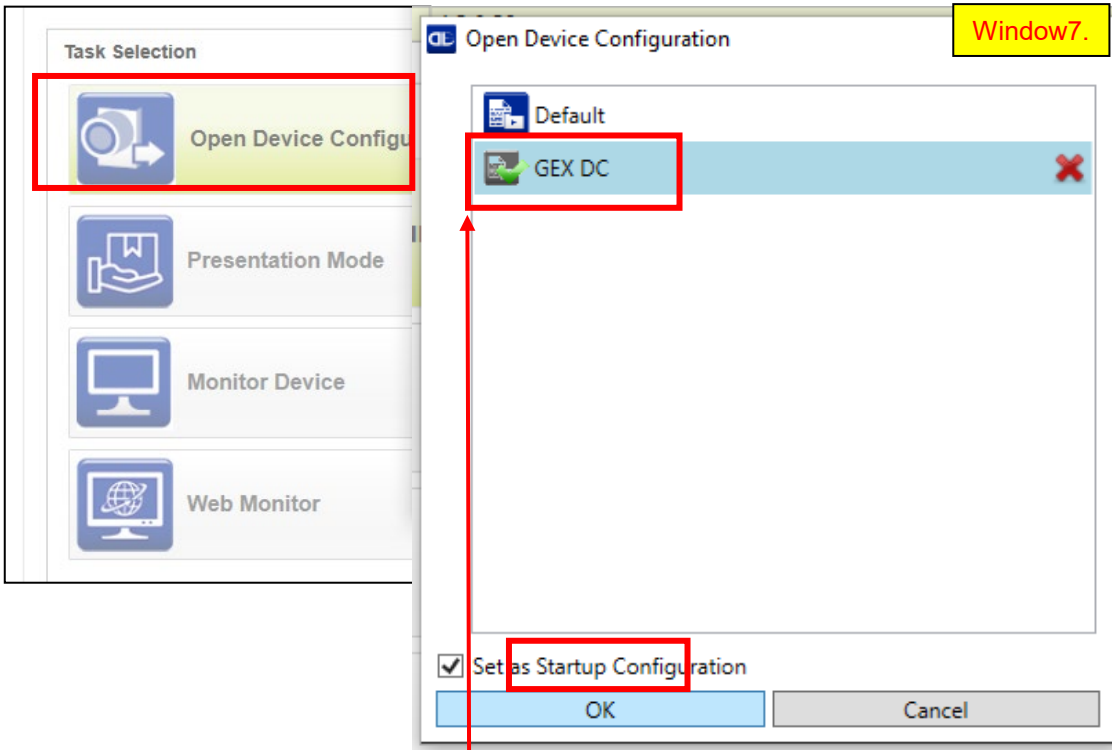 Task Selection
Open Device Configu
Presentation Mode
Monitor Device
Web Monitor
Open Device Configuration
Window7.
Default
GEX DC
Set as Startup Configuration
OK
Cancel